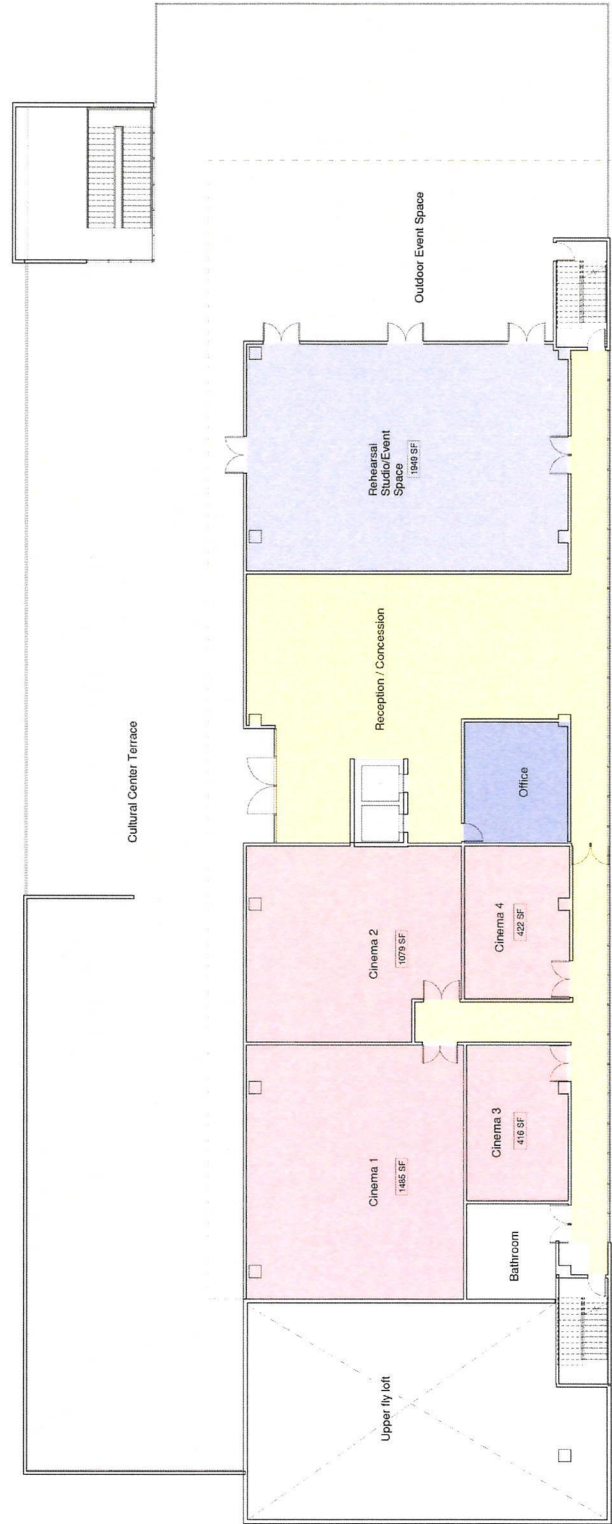 Cultural Center Terrace
Outdoor Event Space
Rehearsal
Studio/Event
Space
1949 SF
Reception / Concession
Office
Cinema 2
1079 SF
Cinema 4
422 SF
Cinema 1
1485 SF
Cinema 3
416 SF
Bathroom
Upper fly loft